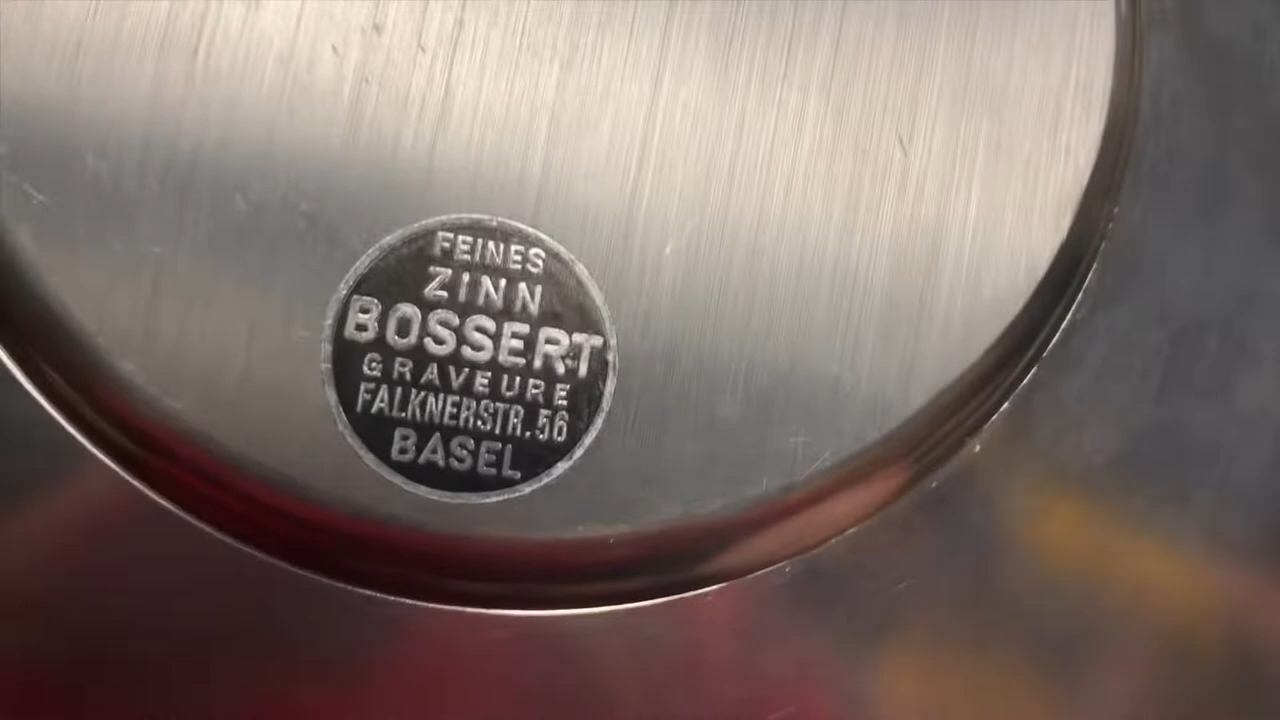 FEINES
ZINN
BOSSERT
GRAVEURE
FALKNERSTR.56
BASEL